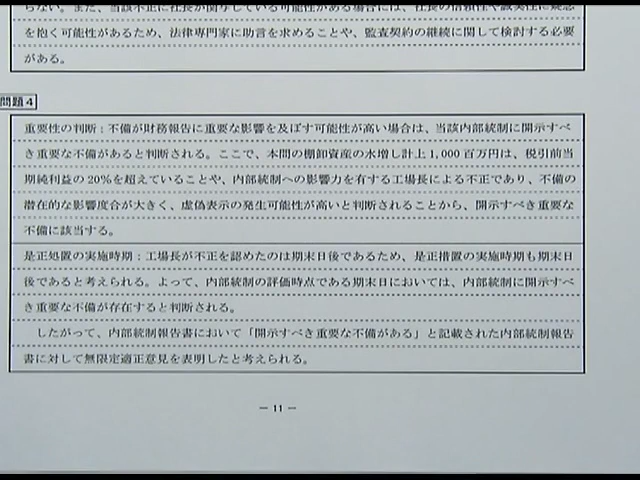 らない。また、当該不正に社長が関与している可能性がある場合には、社長の信頼性や誠実性に疑念
を抱く可能性があるため、法律専門家に助言を求めることや、監査契約の継続に関して検討する必要
がある。
問題4
重要性の判断：不備が財務報告に重要な影響を及ぼす可能性が高い場合は、当該内部統制に開示すべ
き重要な不備があると判断される。ここで、本問の棚卸資産の水増し計上1,000百万円は、税引前当
期純利益の20%を超えていることや、内部統制への影響力を有する工場長による不正であり、不備の
潜在的な影響度合が大きく、虚偽表示の発生可能性が高いと判断されることから、開示すべき重要な
不備に該当する。
是正処置の実施時期：工場長が不正を認めたのは期末日後であるため、是正措置の実施時期も期末日
後であると考えられる。よって、内部統制の評価時点である期末日においては、内部統制に開示すべ
き重要な不備が存在すると判断される。
したがって、内部統制報告書において「開示すべき重要な不備がある」と記載された内部統制報告
書に対して無限定適正意見を表明したと考えられる。
― 11 ―